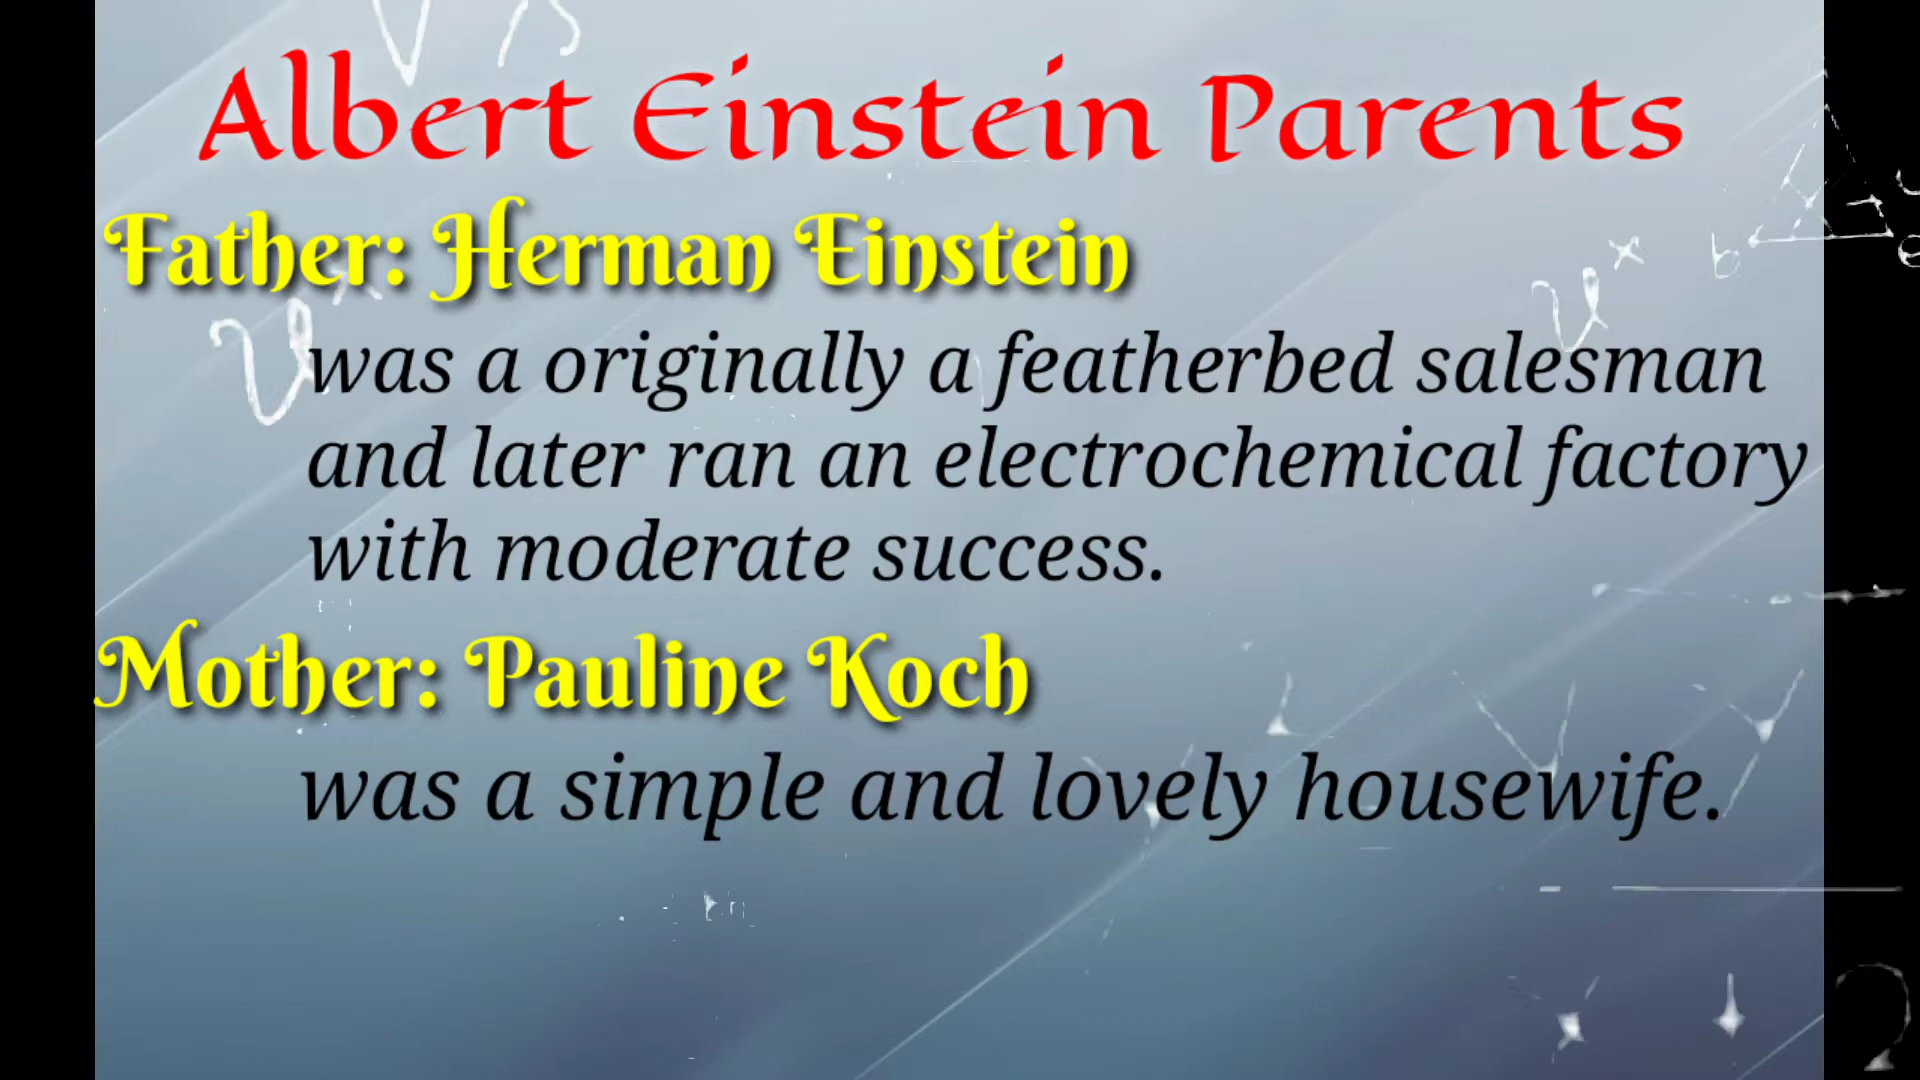 Albert Einstein Parents
Father: Herman Einstein
was a originally a featherbed salesman
and later ran an electrochemical factory
with moderate success.
Mother: Pauline Koch
was a simple and lovely housewife.